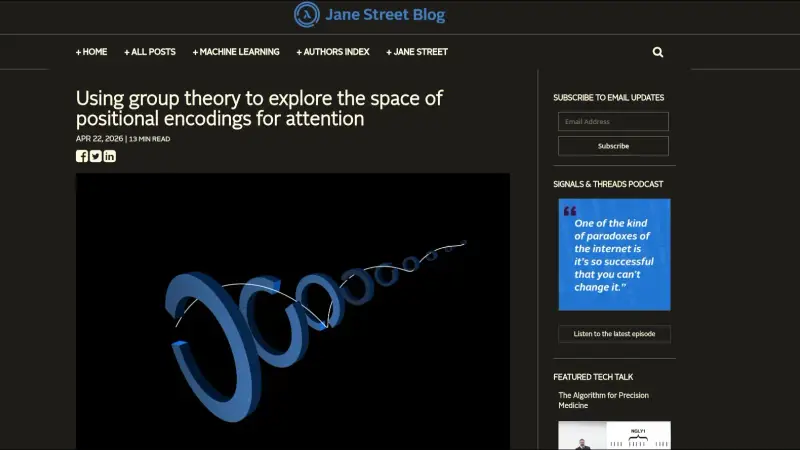 Jane Street Blog
+ HOME + ALL POSTS + MACHINE LEARNING + AUTHORS INDEX + JANE STREET
Using group theory to explore the space of
positional encodings for attention
APR 22, 2026 | 13 MIN READ
SUBSCRIBE TO EMAIL UPDATES
Email Address
Subscribe
SIGNALS & THREADS PODCAST
One of the kind
of paradoxes of
the internet is
it's so successful
that you can't
change it."
Listen to the latest episode
FEATURED TECH TALK
The Algorithm for Precision
Medicine
NGLY1